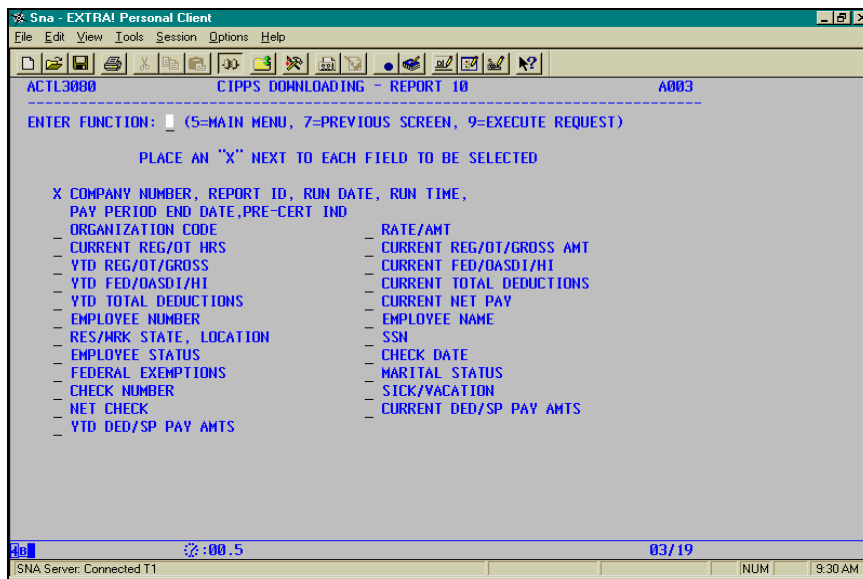 Sna - EXTRA! Personal Client
File Edit View Tools Session Options Help
ACTL3080 CIPPS DOWNLOADING - REPORT 10 A003
ENTER FUNCTION: _ (5=MAIN MENU, 7=PREVIOUS SCREEN, 9=EXECUTE REQUEST)
PLACE AN "X" NEXT TO EACH FIELD TO BE SELECTED
X COMPANY NUMBER, REPORT ID, RUN DATE, RUN TIME,
PAY PERIOD END DATE,PRE-CERT IND
_ ORGANIZATION CODE _ RATE/AMT
_ CURRENT REG/OT HRS _ CURRENT REG/OT/GROSS AMT
_ YTD REG/OT/GROSS _ CURRENT FED/OASDI/HI
_ YTD FED/OASDI/HI _ CURRENT TOTAL DEDUCTIONS
_ YTD TOTAL DEDUCTIONS _ CURRENT NET PAY
_ EMPLOYEE NUMBER _ EMPLOYEE NAME
_ RES/WRK STATE, LOCATION _ SSN
_ EMPLOYEE STATUS _ CHECK DATE
_ FEDERAL EXEMPTIONS _ MARITAL STATUS
_ CHECK NUMBER _ SICK/VACATION
_ NET CHECK _ CURRENT DED/SP PAY AMTS
_ YTD DED/SP PAY AMTS
4B :00.5 03/19
SNA Server: Connected T1 NUM 9:30 AM